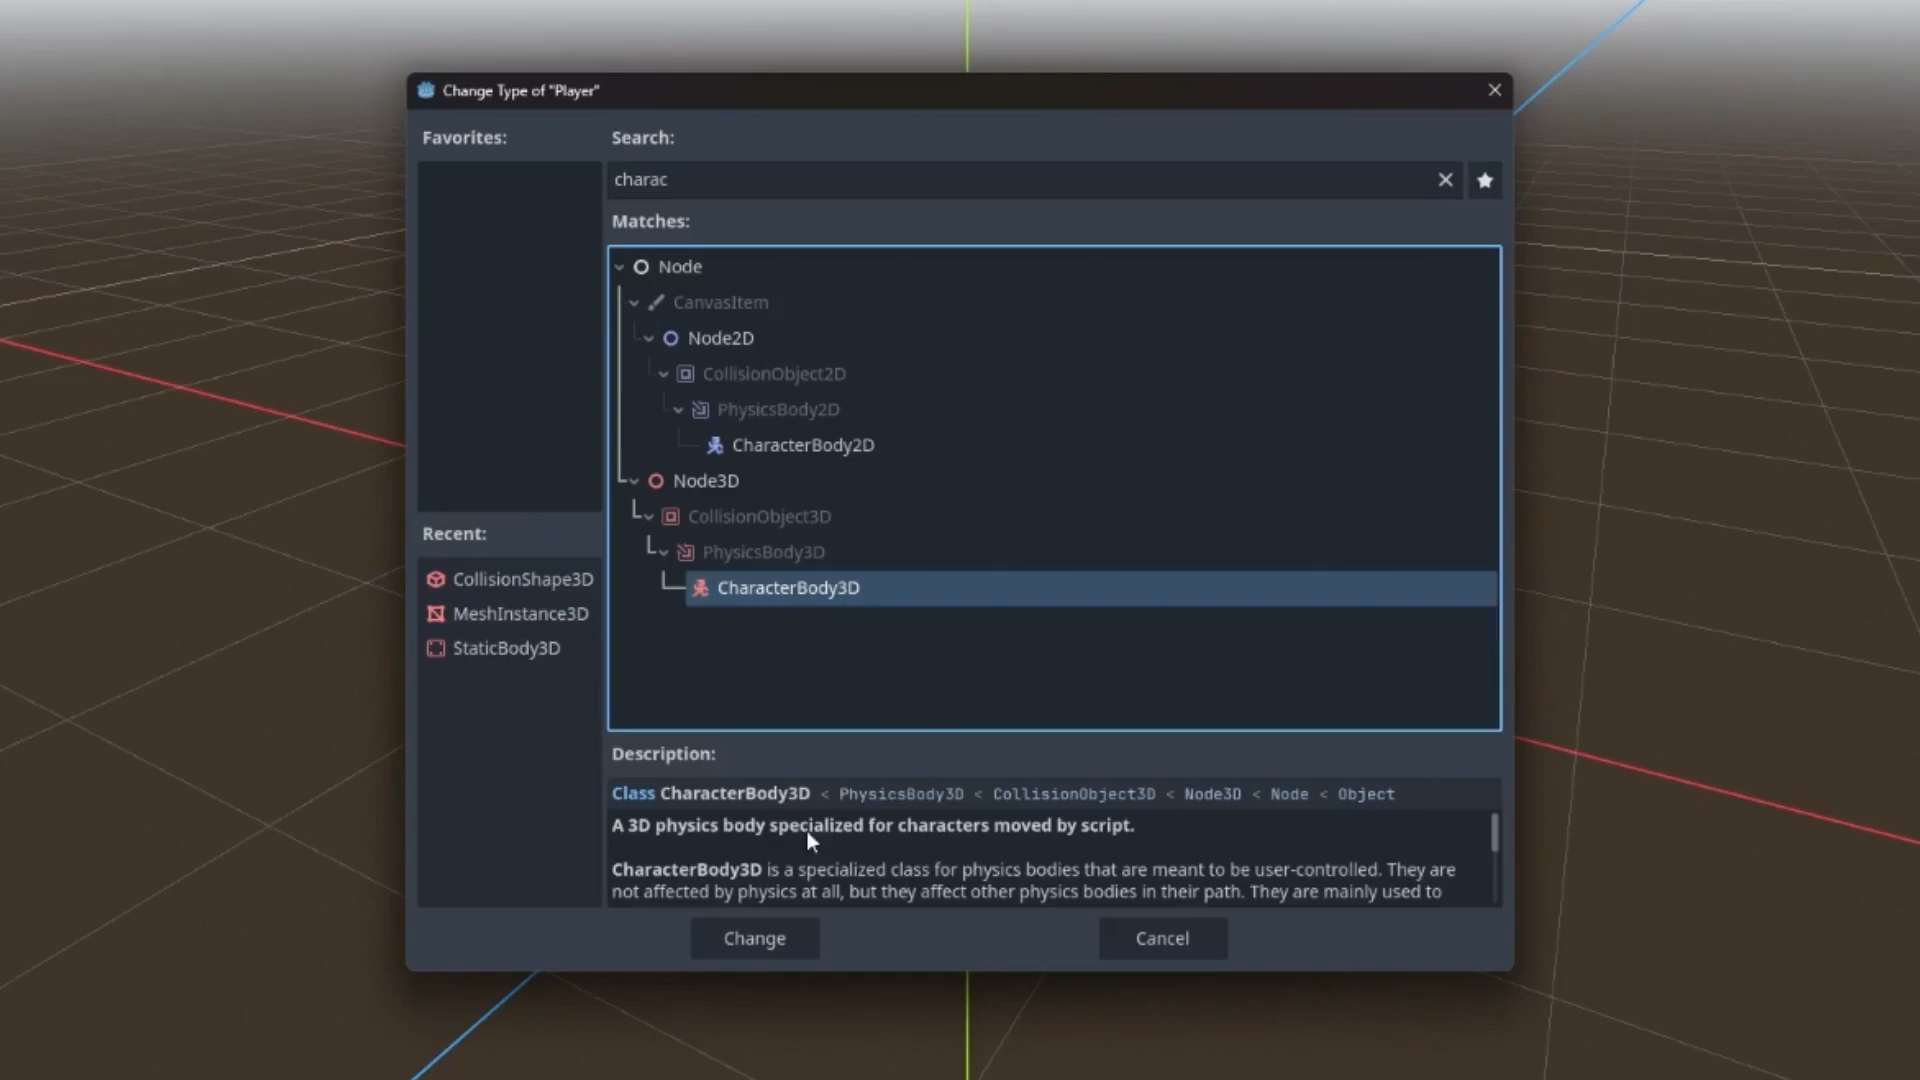 Change Type of "Player"
Favorites:
Search:
charac
Matches:
Node
CanvasItem
Node2D
CollisionObject2D
PhysicsBody2D
CharacterBody2D
Node3D
CollisionObject3D
PhysicsBody3D
CharacterBody3D
Recent:
CollisionShape3D
MeshInstance3D
StaticBody3D
Description:
Class CharacterBody3D < PhysicsBody3D < CollisionObject3D < Node3D < Node < Object
A 3D physics body specialized for characters moved by script.
CharacterBody3D is a specialized class for physics bodies that are meant to be user-controlled. They are
not affected by physics at all, but they affect other physics bodies in their path. They are mainly used to
Change
Cancel